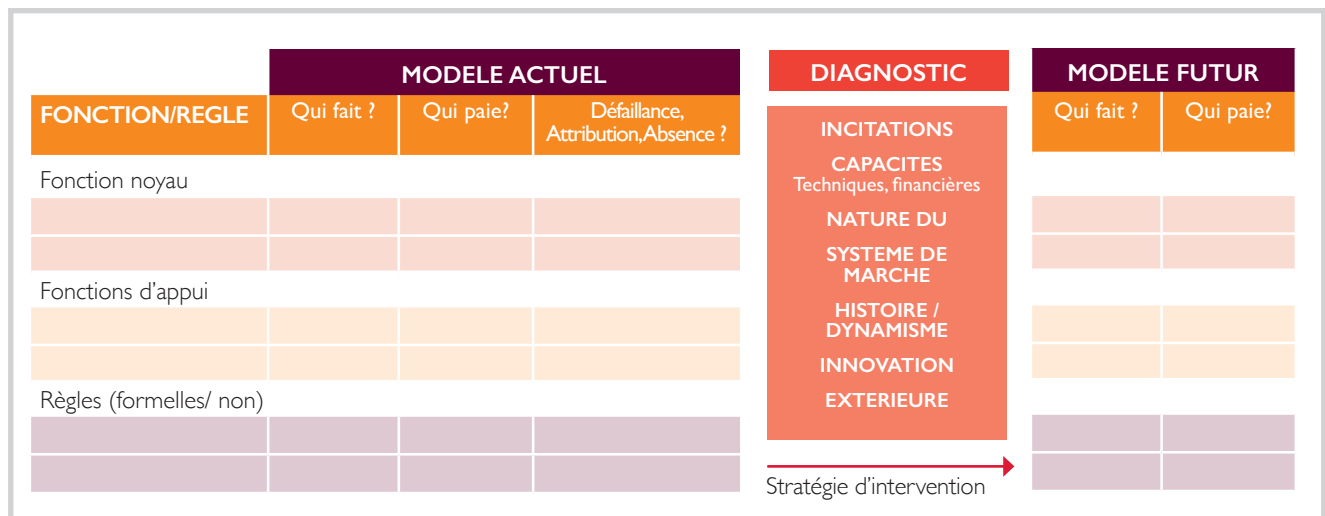 MODELE ACTUEL
FONCTION/REGLE
Qui fait ?
Qui paie?
Défaillance,
Attribution,Absence ?
Fonction noyau
Fonctions d'appui
Règles (formelles/ non)
DIAGNOSTIC
INCITATIONS
CAPACITES
Techniques, financières
NATURE DU
SYSTEME DE
MARCHE
HISTOIRE /
DYNAMISME
INNOVATION
EXTERIEURE
Stratégie d'intervention
MODELE FUTUR
Qui fait ?
Qui paie?